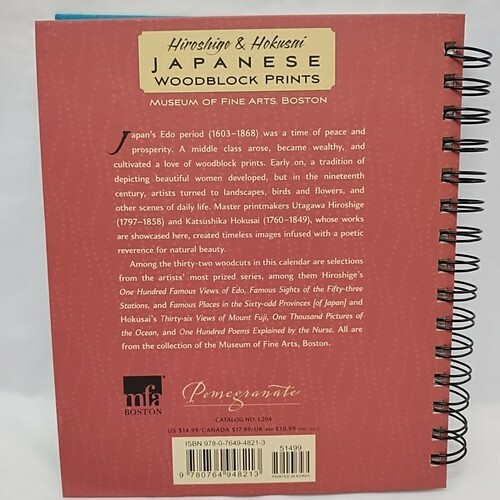 Hiroshige & Hokusai
JAPANESE
WOODBLOCK PRINTS
MUSEUM OF FINE ARTS, BOSTON
Japan's Edo period (1603–1868) was a time of peace and
prosperity. A middle class arose, became wealthy, and
cultivated a love of woodblock prints. Early on, a tradition of
depicting beautiful women developed, but in the nineteenth
century, artists turned to landscapes, birds and flowers, and
other scenes of daily life. Master printmakers Utagawa Hiroshige
(1797–1858) and Katsushika Hokusai (1760–1849), whose works
are showcased here, created timeless images infused with a poetic
reverence for natural beauty.
Among the thirty-two woodcuts in this calendar are selections
from the artists' most prized series, among them Hiroshige's
One Hundred Famous Views of Edo, Famous Sights of the Fifty-three
Stations, and Famous Places in the Sixty-odd Provinces [of Japan] and
Hokusai's Thirty-six Views of Mount Fuji, One Thousand Pictures of
the Ocean, and One Hundred Poems Explained by the Nurse. All are
from the collection of the Museum of Fine Arts, Boston.
mfa
BOSTON
Pomegranate
CATALOG NO. L204
US $14.99/CANADA $17.99/UK RRP £10.99
ISBN 978-0-7649-4821-3
51499
9 780764 948213
PRINTED IN KOREA